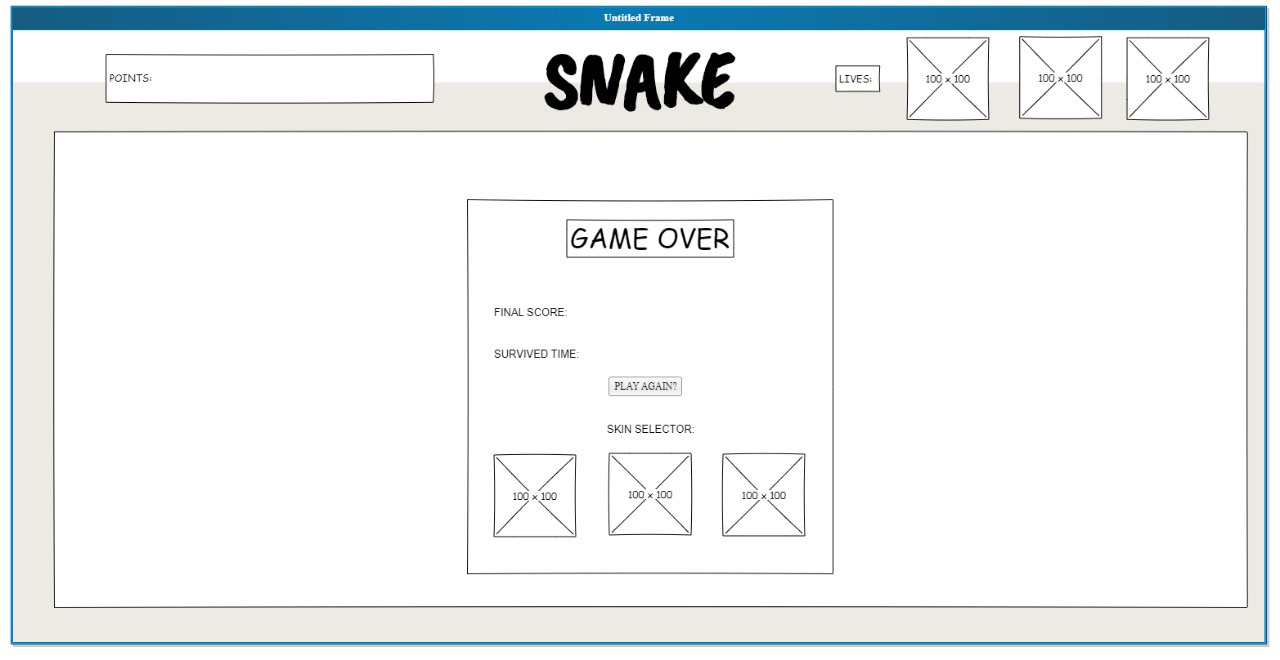 Untitled Frame
POINTS:
SNAKE
LIVES:
100 × 100
100 × 100
100 × 100
GAME OVER
FINAL SCORE:
SURVIVED TIME:
PLAY AGAIN?
SKIN SELECTOR:
100 × 100
100 × 100
100 × 100